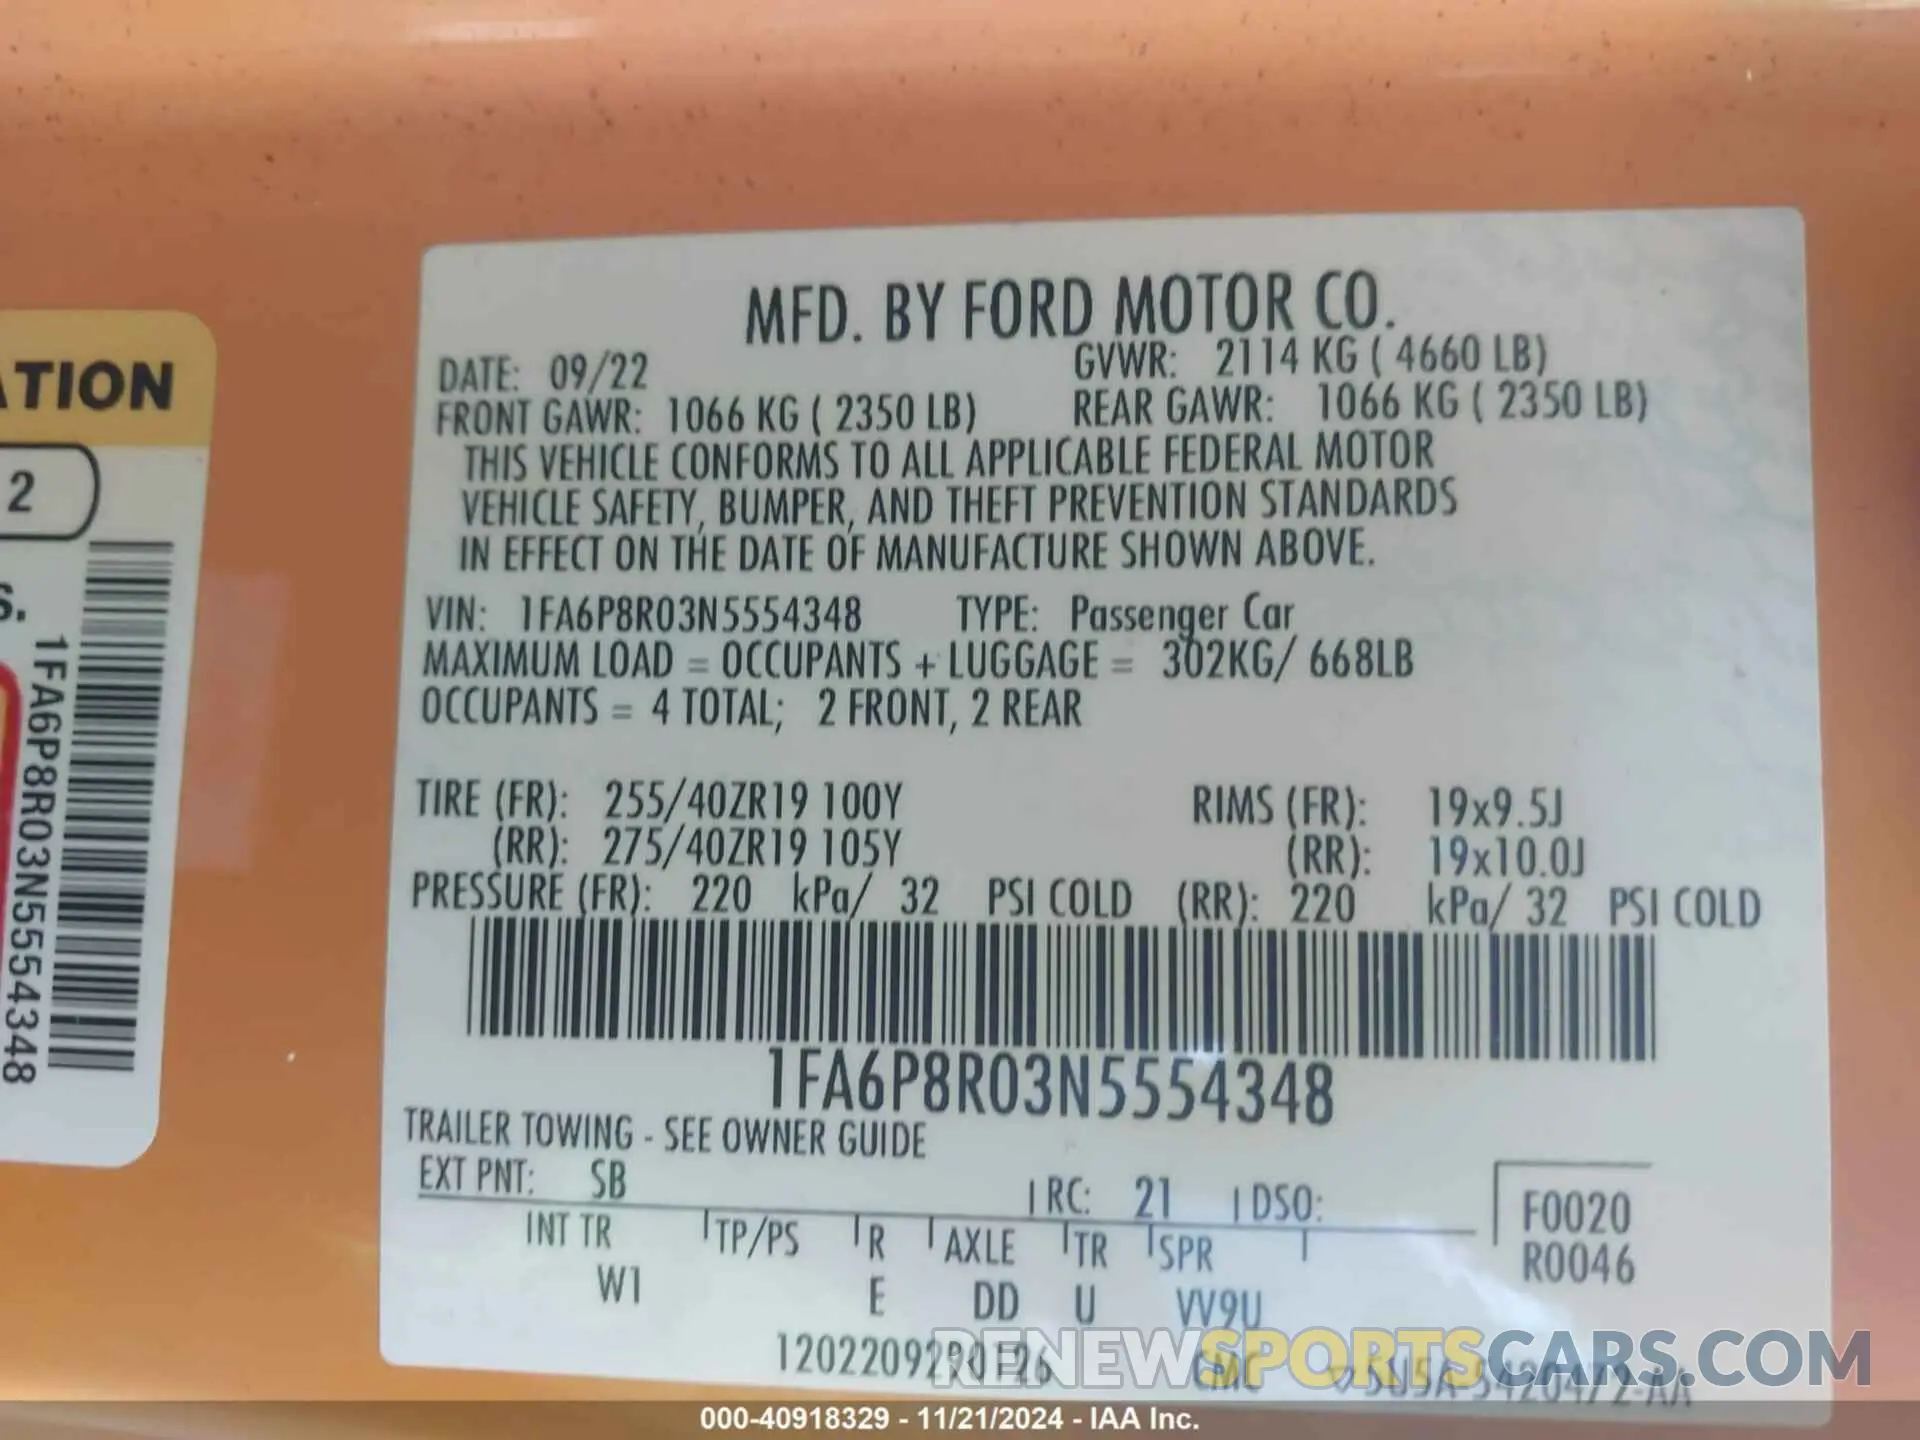 ATION
2
S.
1FA6P8R03N5554348
MFD. BY FORD MOTOR CO.
DATE: 09/22 GVWR: 2114 KG ( 4660 LB)
FRONT GAWR: 1066 KG ( 2350 LB) REAR GAWR: 1066 KG ( 2350 LB)
THIS VEHICLE CONFORMS TO ALL APPLICABLE FEDERAL MOTOR
VEHICLE SAFETY, BUMPER, AND THEFT PREVENTION STANDARDS
IN EFFECT ON THE DATE OF MANUFACTURE SHOWN ABOVE.
VIN: 1FA6P8R03N5554348 TYPE: Passenger Car
MAXIMUM LOAD = OCCUPANTS + LUGGAGE = 302KG/ 668LB
OCCUPANTS = 4 TOTAL; 2 FRONT, 2 REAR
TIRE (FR): 255/40ZR19 100Y RIMS (FR): 19x9.5J
(RR): 275/40ZR19 105Y (RR): 19x10.0J
PRESSURE (FR): 220 kPa/ 32 PSI COLD (RR): 220 kPa/ 32 PSI COLD
1FA6P8R03N5554348
TRAILER TOWING - SEE OWNER GUIDE
EXT PNT: SB RC: 21 DSO:
F0020
R0046
INT TR TP/PS R AXLE TR SPR
W1 E DD U VV9U
RENEWSPORTSCARS.COM
000-40918329 - 11/21/2024 - IAA Inc.